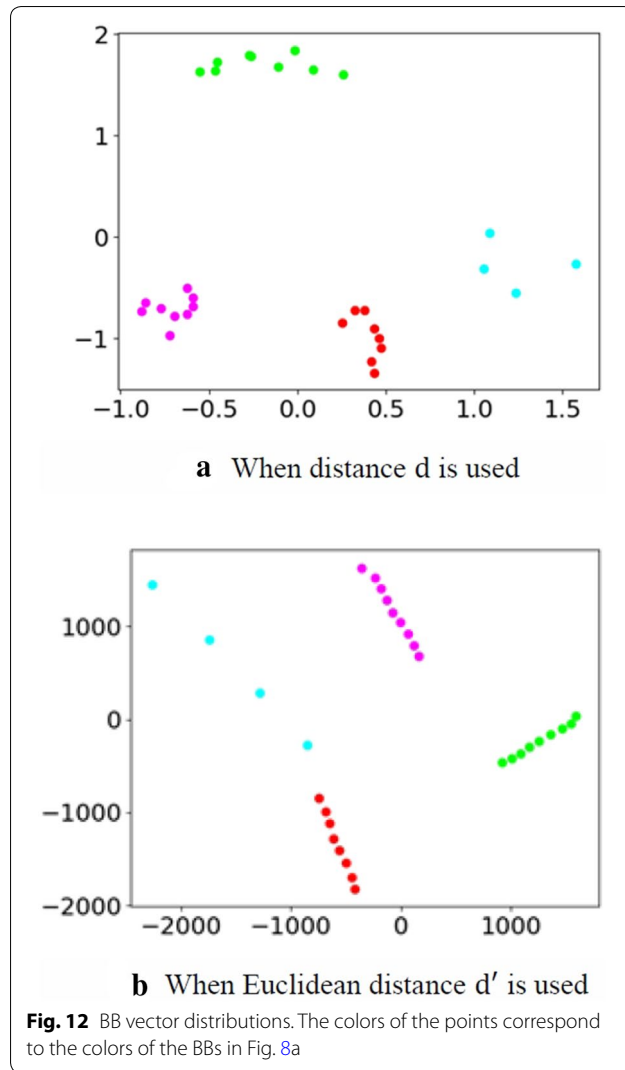 2
1
0
−1
−1.0 −0.5 0.0 0.5 1.0 1.5
a When distance d is used
1000
0
−1000
−2000
−2000 −1000 0 1000
b When Euclidean distance d′ is used
Fig. 12 BB vector distributions. The colors of the points correspond
to the colors of the BBs in Fig. 8a